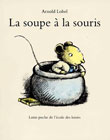 Arnold Lobel
La soupe à la souris
Lutin poche de l'école des loisirs